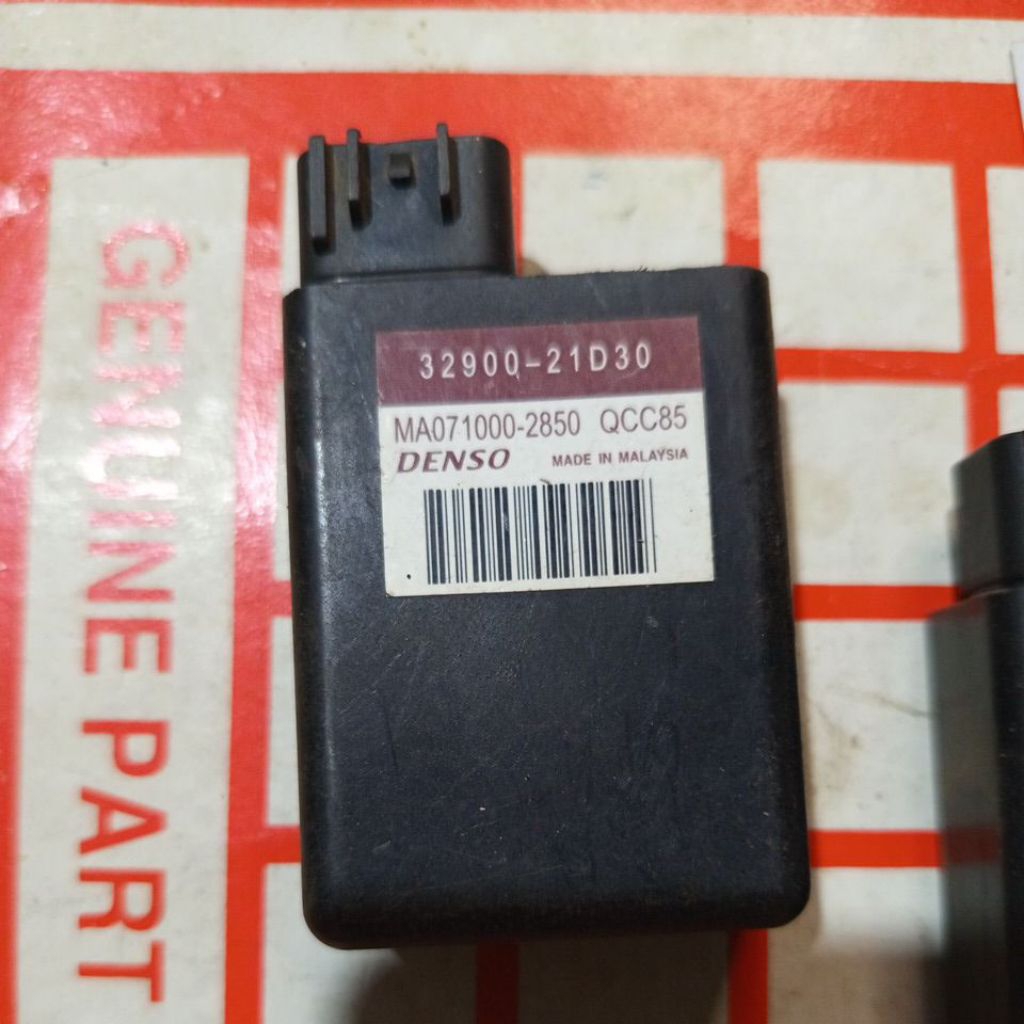 32900-21D30
MA071000-2850 QCC85
DENSO MADE IN MALAYSIA
GENUINE PART